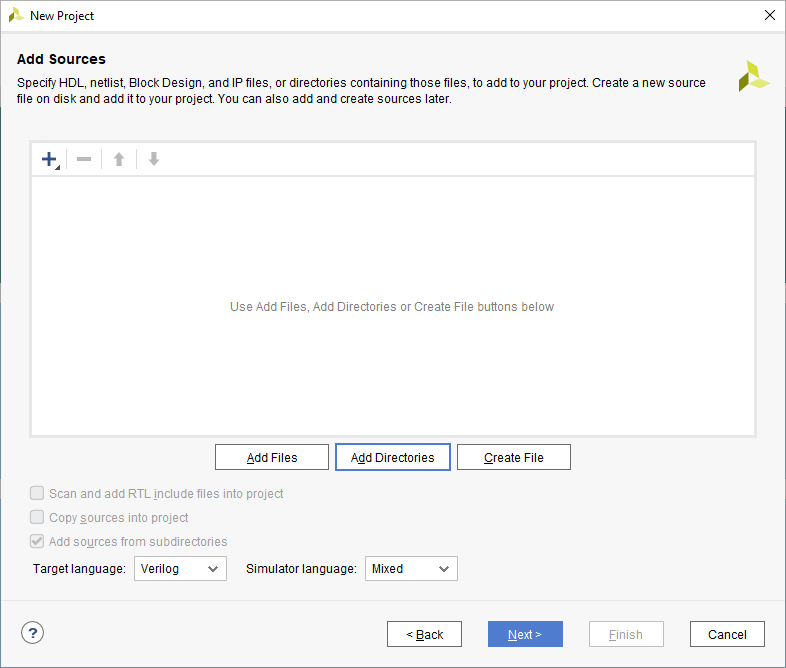 New Project
Add Sources
Specify HDL, netlist, Block Design, and IP files, or directories containing those files, to add to your project. Create a new source
file on disk and add it to your project. You can also add and create sources later.
Use Add Files, Add Directories or Create File buttons below
Add Files
Add Directories
Create File
Scan and add RTL include files into project
Copy sources into project
Add sources from subdirectories
Target language: Verilog Simulator language: Mixed
? < Back Next > Finish Cancel